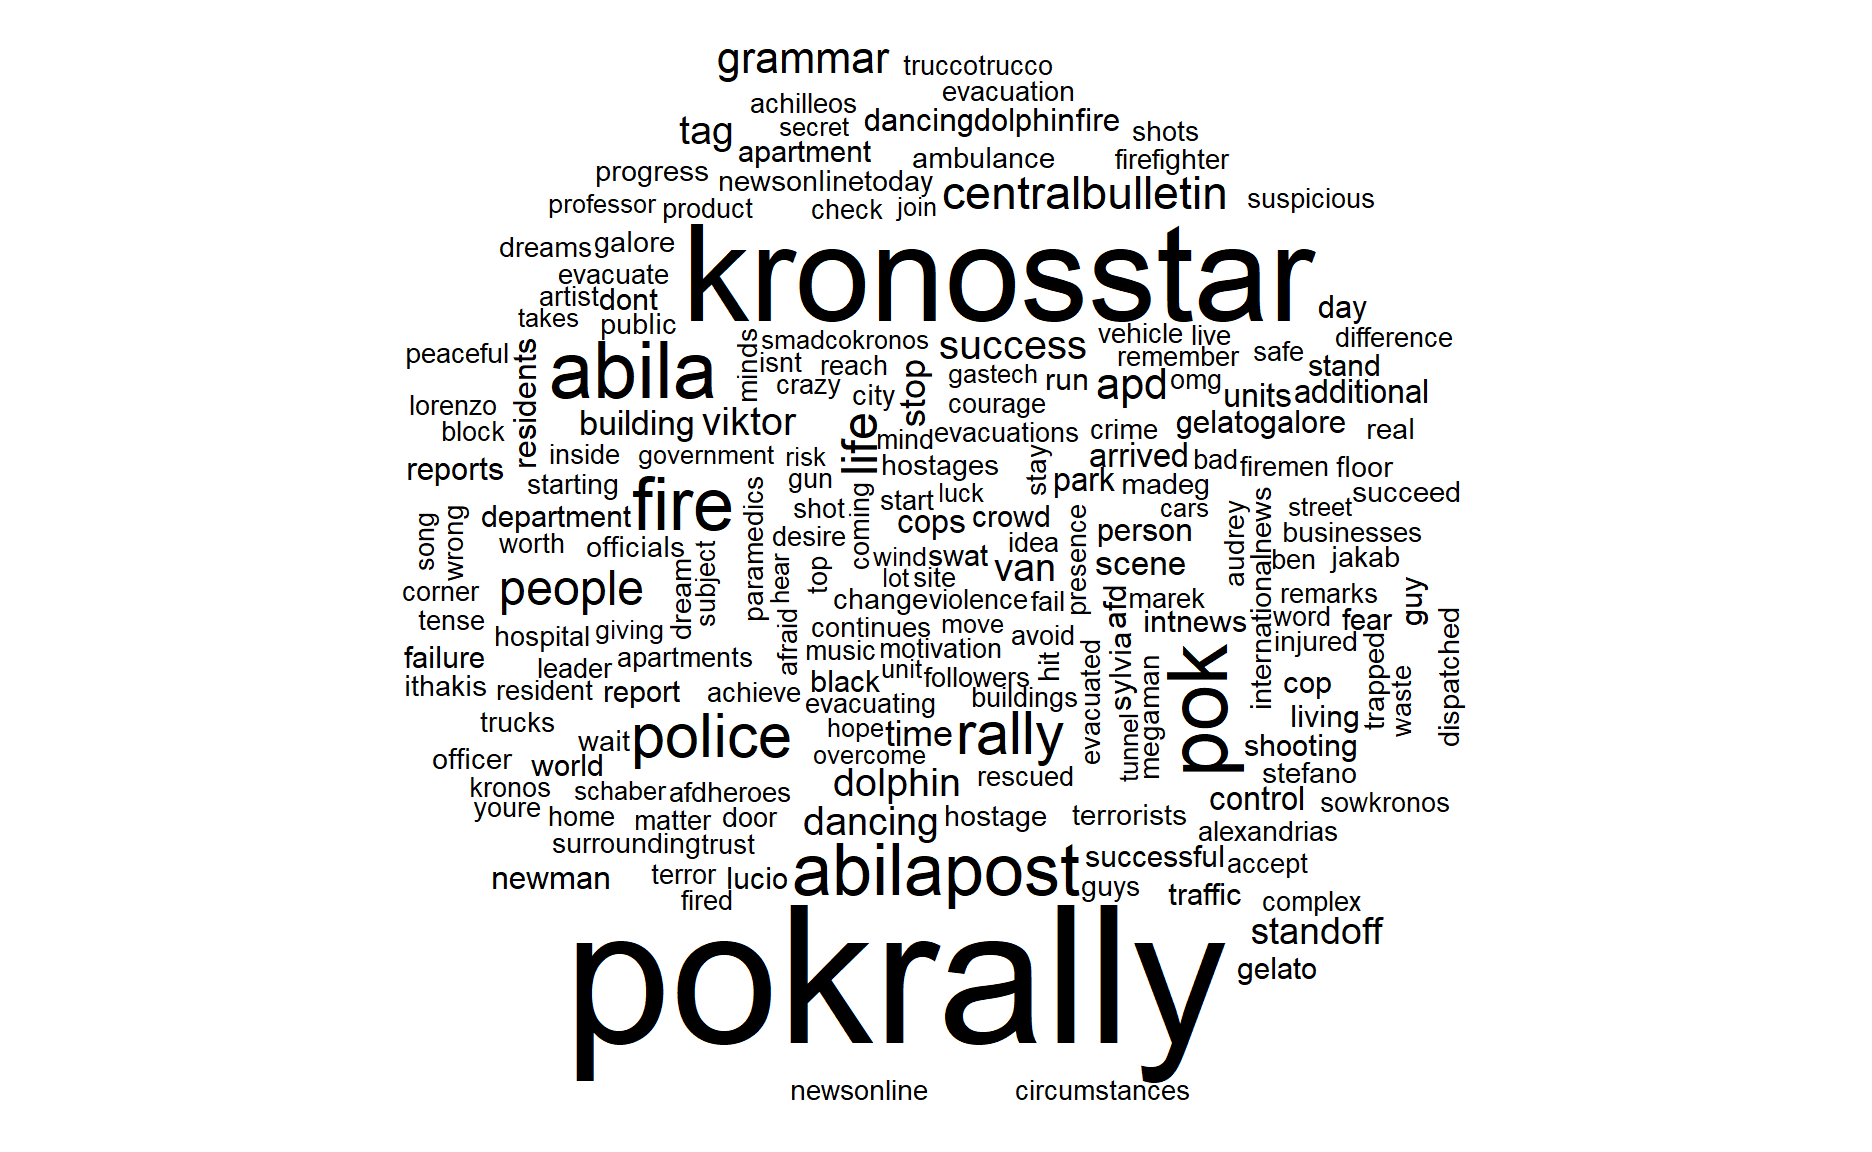 grammar
truccotrucco
evacuation
achilleos
secret
dancingdolphinfire
tag
shots
apartment
ambulance
firefighter
progress
newsonlinetoday
centralbulletin
suspicious
professor
product
check
join
dreams
galore
kronosstar
evacuate
artist
dont
day
takes
public
peaceful
residents
abila
minds
smadcokronos
success
vehicle
live
difference
isnt
reach
remember
safe
stand
crazy
city
stop
gastech
run
apd
omg
units
additional
lorenzo
courage
block
building
viktor
life
mind
evacuations
crime
gelatogalore
real
reports
inside
government
risk
hostages
stay
arrived
bad
firemen
floor
starting
fire
gun
start
luck
park
madeg
succeed
song
wrong
department
paramedics
shot
coming
cops
crowd
cars
street
worth
officials
desire
idea
presence
person
audrey
internationalnews
businesses
corner
people
dream
subject
hear
top
wind
swat
van
scene
ben
jakab
lot
site
tense
change
violence
fail
afd
marek
remarks
guy
hospital
giving
afraid
continues
move
avoid
intnews
word
fear
failure
leader
apartments
music
motivation
hit
evacuated
sylvia
pok
injured
trapped
dispatched
ithakis
resident
report
achieve
black
unit
followers
megaman
cop
waste
evacuating
buildings
trucks
wait
police
hope
time
rally
tunnel
living
officer
world
overcome
shooting
kronos
schaber
afdheroes
dolphin
rescued
stefano
youre
home
matter
door
dancing
hostage
terrorists
control
sowkronos
surrounding
trust
alexandrias
newman
terror
lucio
abilapost
successful
accept
fired
guys
traffic
complex
pokrally
standoff
gelato
newsonline
circumstances